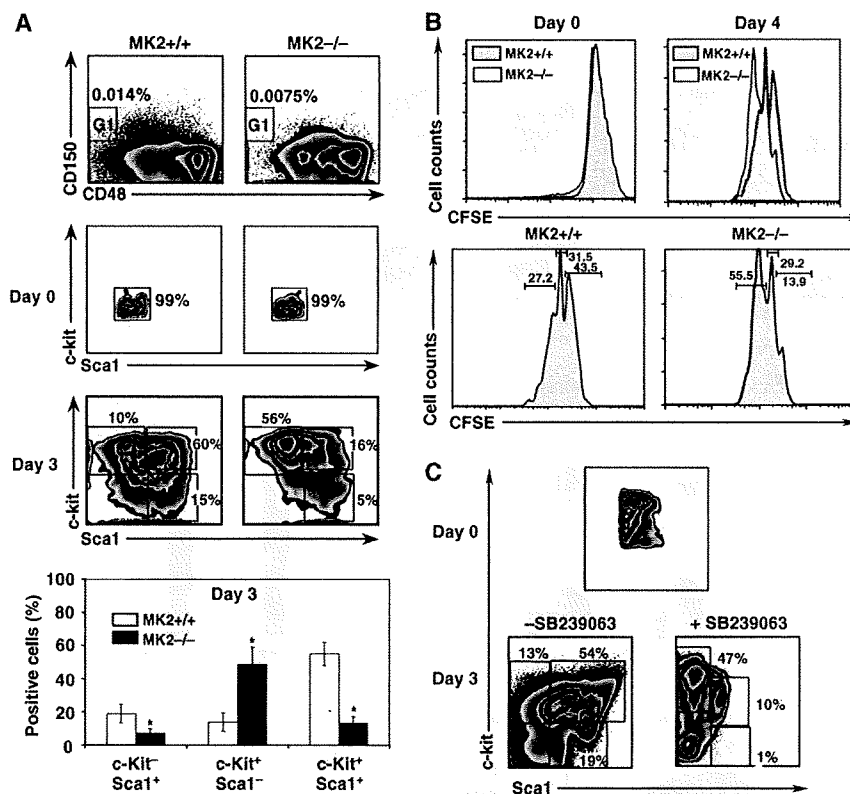 A
MK2+/+ MK2–/–
0.014% 0.0075%
G1 G1
CD150
CD48
Day 0
99% 99%
c-kit
Sca1
Day 3
10% 56%
60% 16%
15% 5%
c-kit
Sca1
Day 3
MK2+/+
MK2–/–
Positive cells (%)
100
80
60
40
20
0
* * *
c-Kit– c-Kit+ c-Kit+
Sca1+ Sca1– Sca1+
B
Day 0 Day 4
MK2+/+ MK2+/+
MK2–/– MK2–/–
Cell counts
CFSE
MK2+/+ MK2–/–
31.5 29.2
27.2 43.5 55.5 13.9
Cell counts
CFSE
C
Day 0
–SB239063 + SB239063
Day 3
13% 54% 47%
10%
19% 1%
c-kit
Sca1